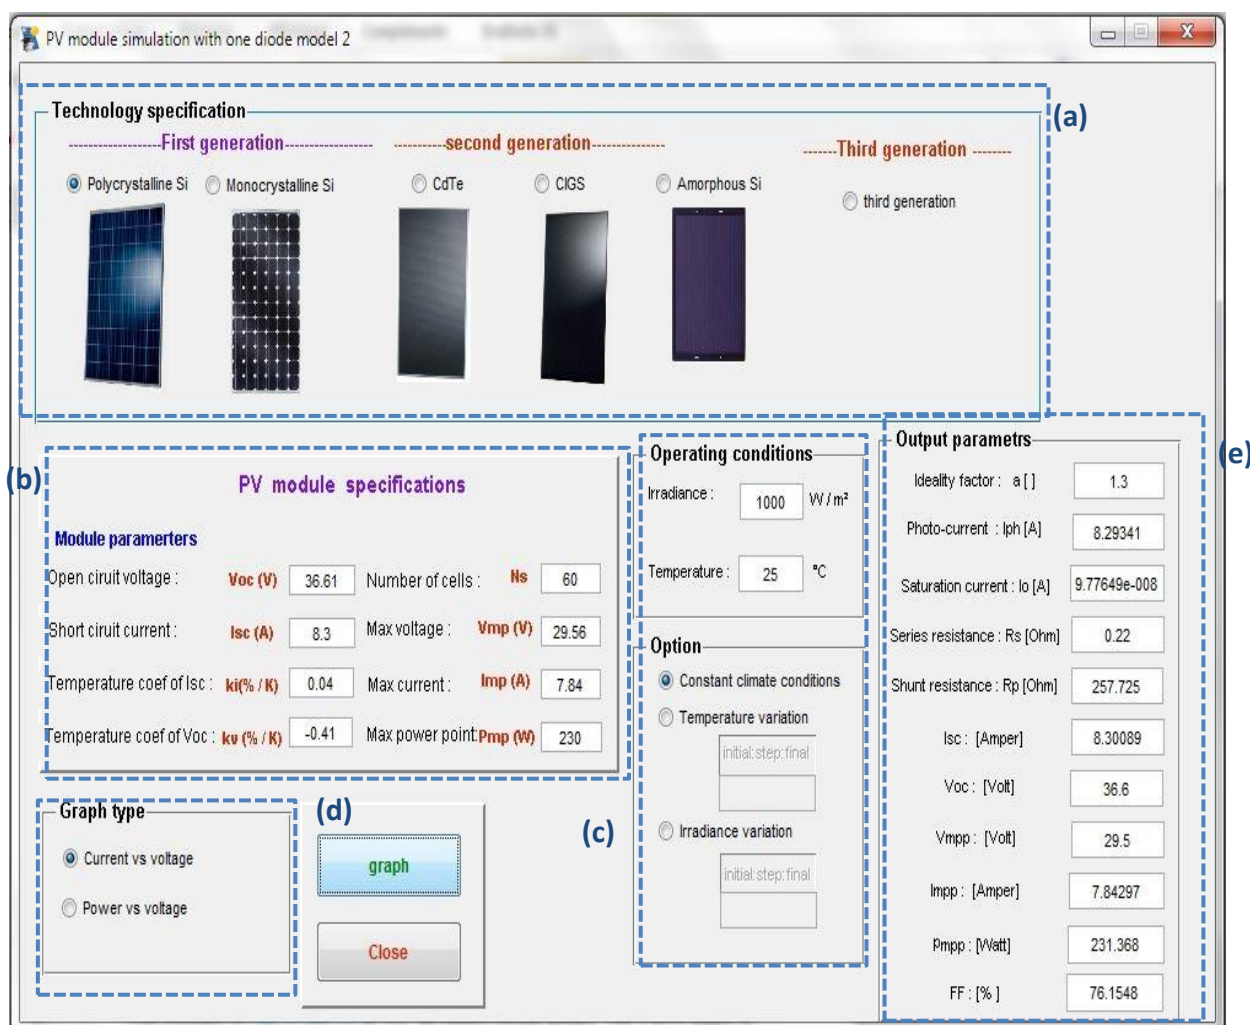 PV module simulation with one diode model 2
(a)
Technology specification
First generation
second generation
Third generation
Polycrystalline Si
Monocrystalline Si
CdTe
CIGS
Amorphous Si
third generation
(b)
PV module specifications
Module paramerters
Open ciruit voltage : Voc (V) 36.61 Number of cells : Ns 60
Short ciruit current : Isc (A) 8.3 Max voltage : Vmp (V) 29.56
Temperature coef of Isc : ki(% / K) 0.04 Max current : Imp (A) 7.84
Temperature coef of Voc : kv (% / K) -0.41 Max power point: Pmp (W) 230
Operating conditions
Irradiance : 1000 W / m²
Temperature : 25 °C
Option
Constant climate conditions
Temperature variation
initial:step:final
(c)
Irradiance variation
initial:step:final
Graph type
Current vs voltage
Power vs voltage
(d)
graph
Close
(e)
Output parametrs
Ideality factor : a [ ] 1.3
Photo-current : Iph [A] 8.29341
Saturation current : Io [A] 9.77649e-008
Series resistance : Rs [Ohm] 0.22
Shunt resistance : Rp [Ohm] 257.725
Isc : [Amper] 8.30089
Voc : [Volt] 36.6
Vmpp : [Volt] 29.5
Impp : [Amper] 7.84297
Pmpp : [Watt] 231.368
FF : [% ] 76.1548